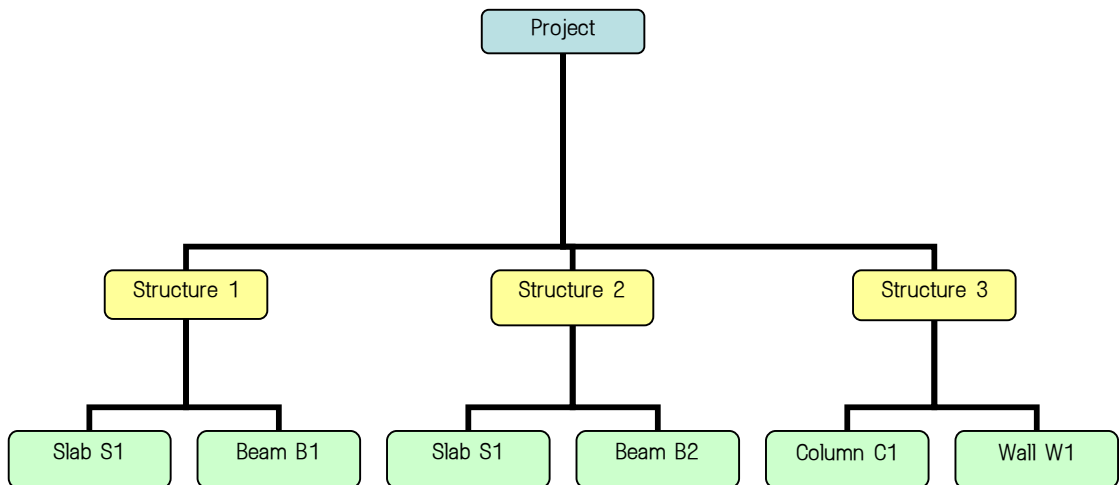 Project
Structure 1
Structure 2
Structure 3
Slab S1
Beam B1
Slab S1
Beam B2
Column C1
Wall W1